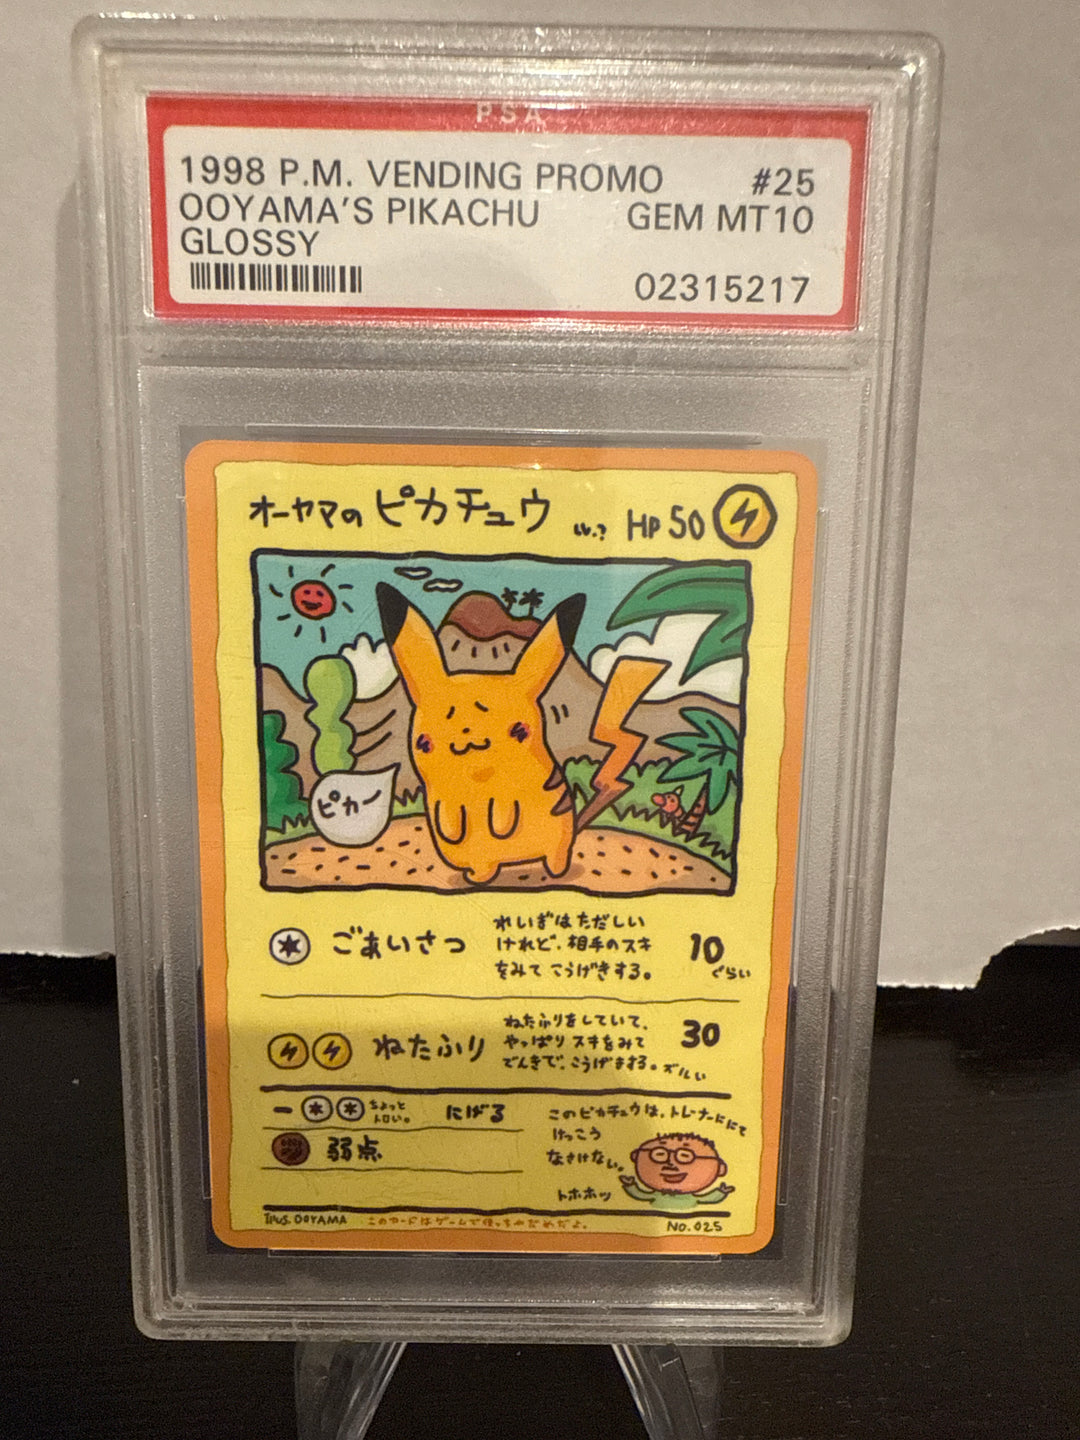 PSA
1998 P.M. VENDING PROMO #25
OOYAMA'S PIKACHU GEM MT 10
GLOSSY
02315217
オーヤマのピカチュウ LV.? HP 50
ピカー
ごあいさつ
れいぎはただしい
けれど、相手のスキ
をみてこうげきする。
10
ぐらい
ねたふり
ねたふりをしていて、
やっぱりスキをみて
でんきで、こうげきする。ズルい
30
ちょっと
トロい。
にげる
弱点
このピカチュウは、トレーナーににて
けっこう
なさけない。
トホホッ
Illus. OOYAMA このカードはゲームで使っちゃだめだよ。 NO.025